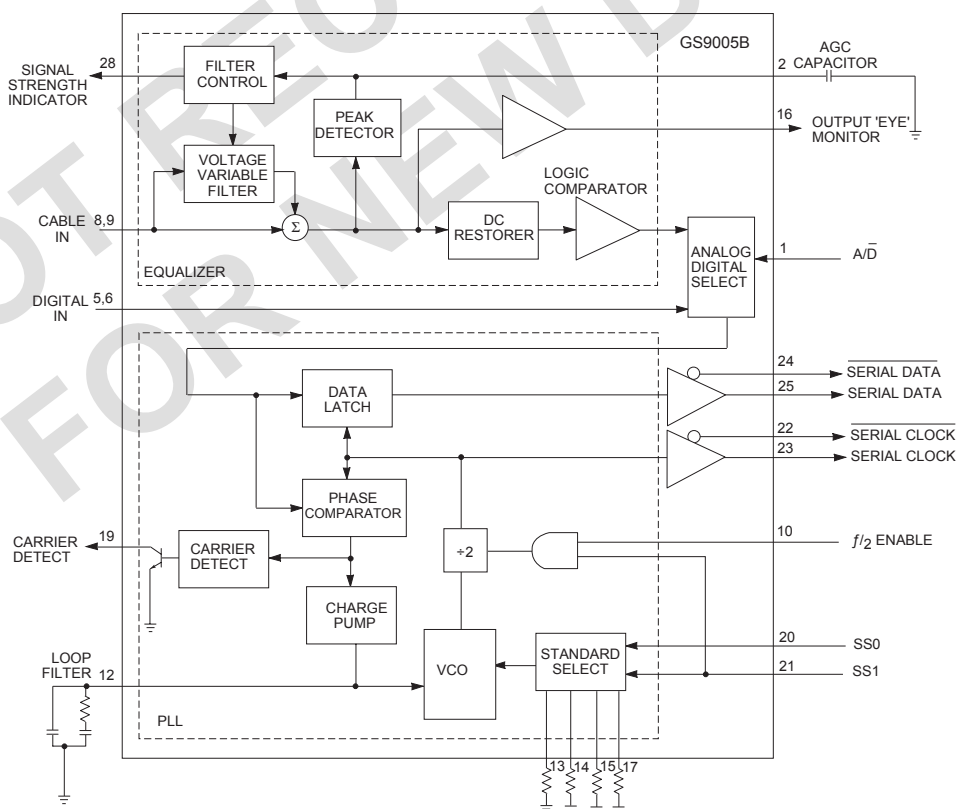 NOT REC
FOR NEW D
GS9005B
28
SIGNAL
STRENGTH
INDICATOR
FILTER
CONTROL
2
AGC
CAPACITOR
PEAK
DETECTOR
16
OUTPUT 'EYE'
MONITOR
VOLTAGE
VARIABLE
FILTER
LOGIC
COMPARATOR
CABLE
IN
8,9
Σ
DC
RESTORER
ANALOG
DIGITAL
SELECT
1
A/D̅
EQUALIZER
DIGITAL
IN
5,6
24
SERIAL DATA
25
SERIAL DATA
DATA
LATCH
22
SERIAL CLOCK
23
SERIAL CLOCK
PHASE
COMPARATOR
CARRIER
DETECT
19
CARRIER
DETECT
÷2
10
ƒ/2 ENABLE
CHARGE
PUMP
LOOP
FILTER
12
VCO
STANDARD
SELECT
20
SS0
21
SS1
PLL
13
14
15
17